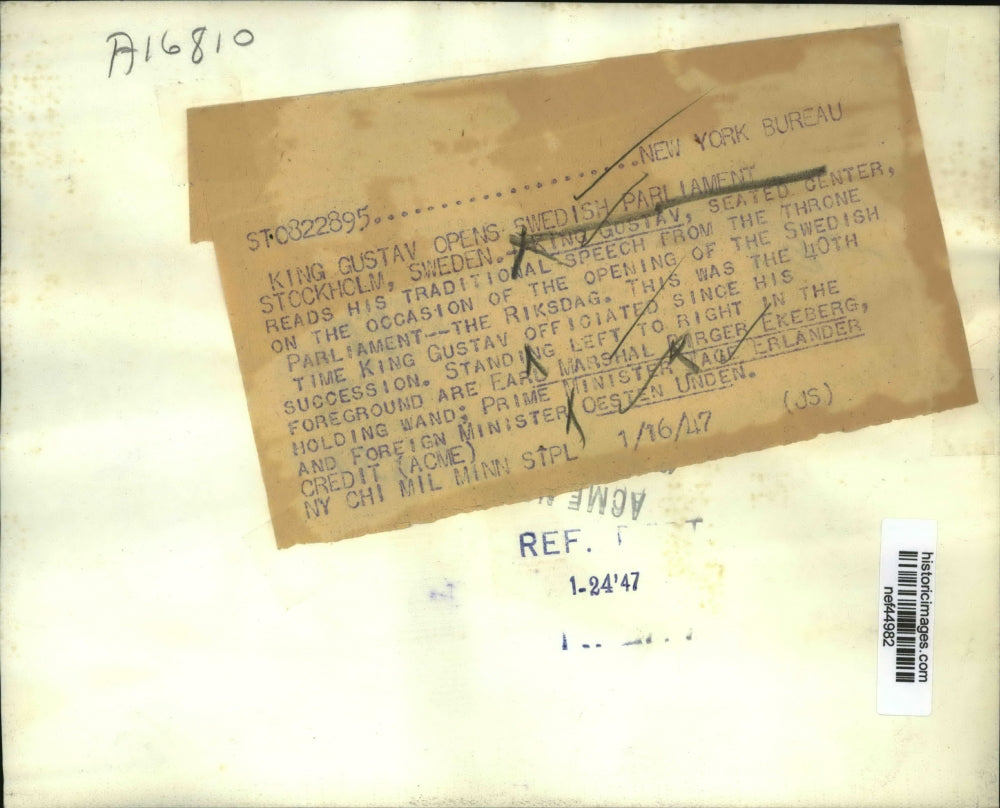 A16810
ST0822895..............................NEW YORK BUREAU
KING GUSTAV OPENS SWEDISH PARLIAMENT
STOCKHOLM, SWEDEN. KING GUSTAV, SEATED CENTER,
READS HIS TRADITIONAL SPEECH FROM THE THRONE
ON THE OCCASION OF THE OPENING OF THE SWEDISH
PARLIAMENT--THE RIKSDAG. THIS WAS THE 40TH
TIME KING GUSTAV OFFICIATED SINCE HIS
SUCCESSION. STANDING LEFT TO RIGHT IN THE
FOREGROUND ARE EARL MARSHAL BIRGER EKEBERG,
HOLDING WAND; PRIME MINISTER TAGE ERLANDER
AND FOREIGN MINISTER OESTEN UNDEN.
CREDIT (ACME) 1/16/47 (JS)
NY CHI MIL MINN STPL
ACME
REF.
1-24'47
historicimages.com
nef44982